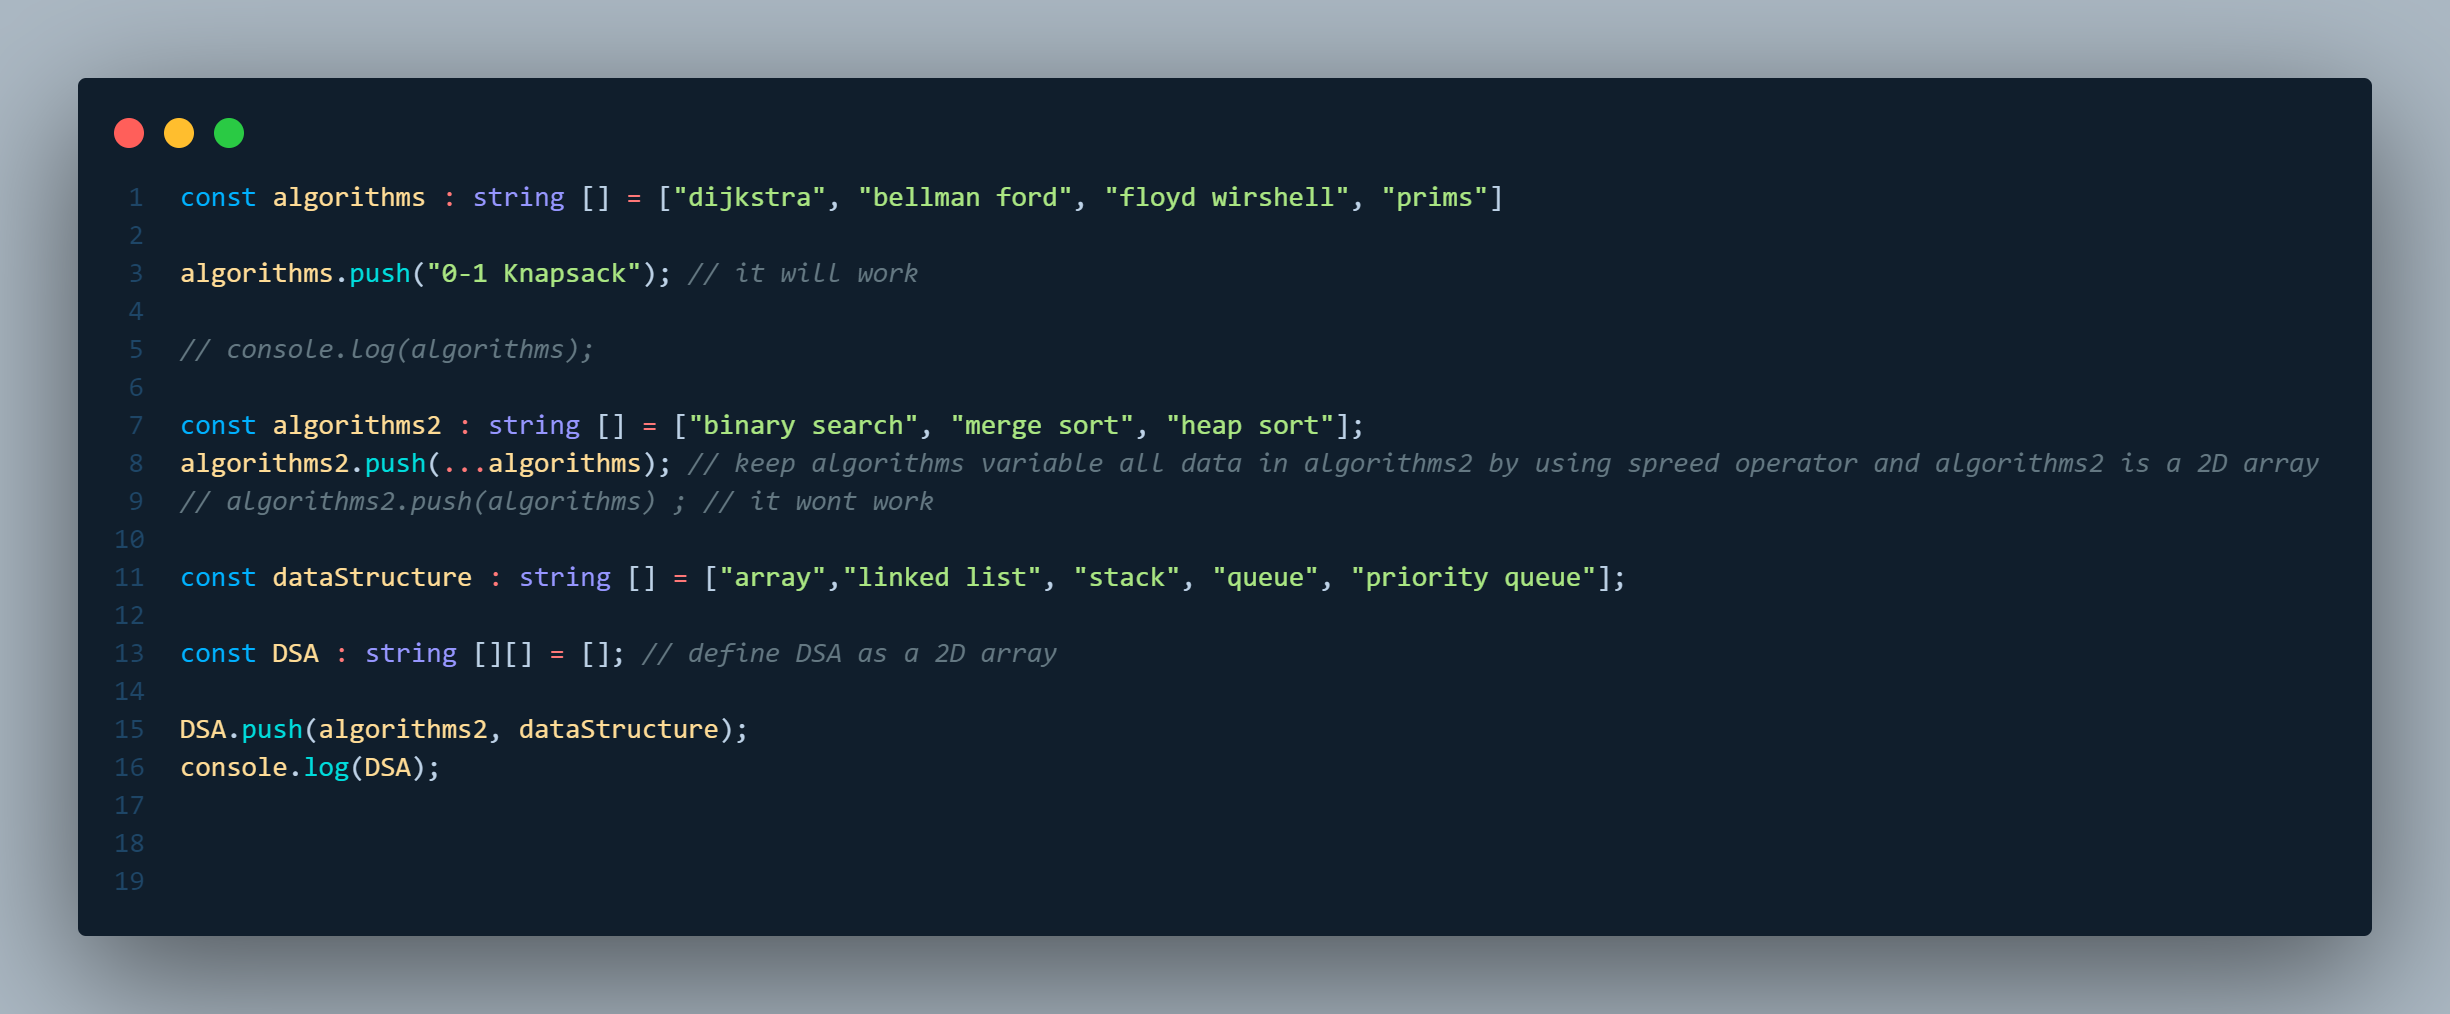 1 const algorithms : string [] = ["dijkstra", "bellman ford", "floyd wirshell", "prims"]
2
3 algorithms.push("0-1 Knapsack"); // it will work
4
5 // console.log(algorithms);
6
7 const algorithms2 : string [] = ["binary search", "merge sort", "heap sort"];
8 algorithms2.push(...algorithms); // keep algorithms variable all data in algorithms2 by using spreed operator and algorithms2 is a 2D array
9 // algorithms2.push(algorithms) ; // it wont work
10
11 const dataStructure : string [] = ["array","linked list", "stack", "queue", "priority queue"];
12
13 const DSA : string [][] = []; // define DSA as a 2D array
14
15 DSA.push(algorithms2, dataStructure);
16 console.log(DSA);
17
18
19